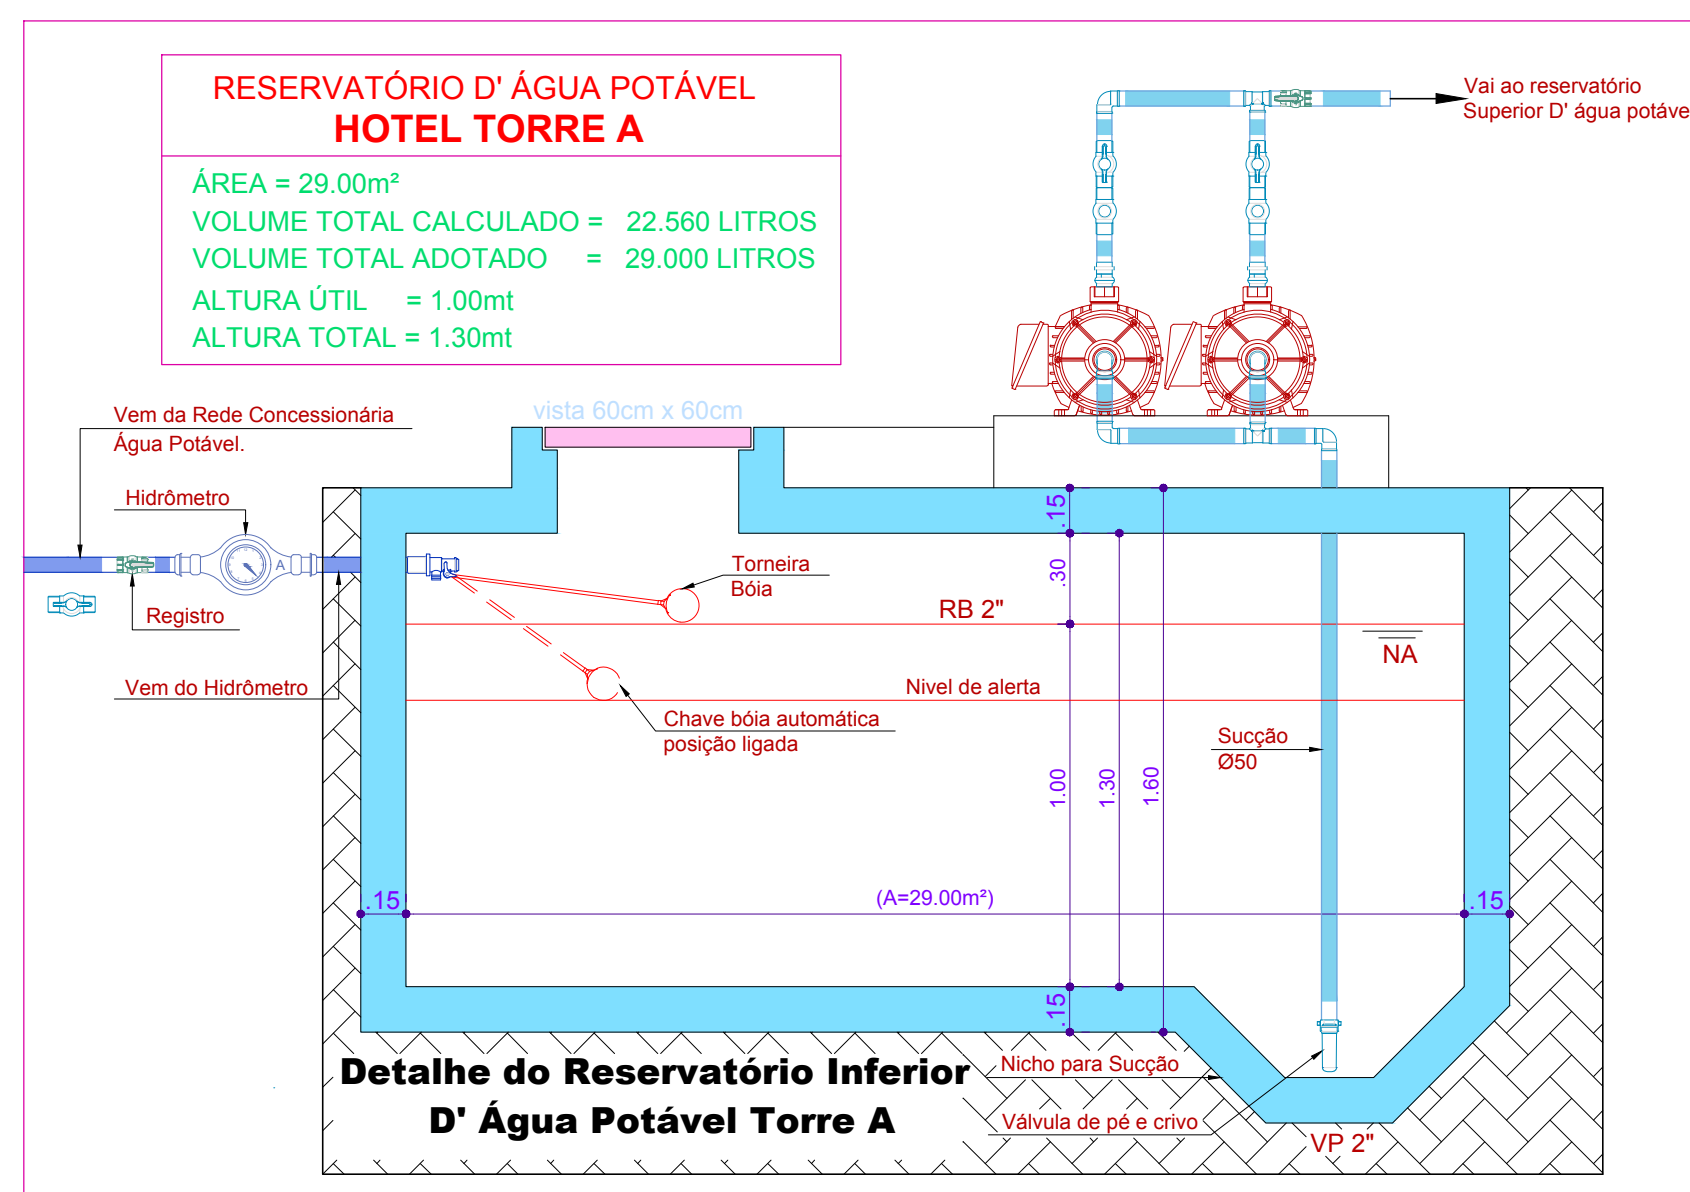 RESERVATÓRIO D' ÁGUA POTÁVEL
HOTEL TORRE A
ÁREA = 29.00m²
VOLUME TOTAL CALCULADO = 22.560 LITROS
VOLUME TOTAL ADOTADO = 29.000 LITROS
ALTURA ÚTIL = 1.00mt
ALTURA TOTAL = 1.30mt
Vai ao reservatório
Superior D' água potáve
vista 60cm x 60cm
Vem da Rede Concessionária
Água Potável.
Hidrômetro
A
Registro
Vem do Hidrômetro
Torneira
Bóia
RB 2"
NA
Nivel de alerta
Chave bóia automática
posição ligada
Sucção
Ø50
.15
.30
1.00
1.30
1.60
.15
(A=29.00m²)
.15
.15
Detalhe do Reservatório Inferior
D' Água Potável Torre A
Nicho para Sucção
Válvula de pé e crivo
VP 2"